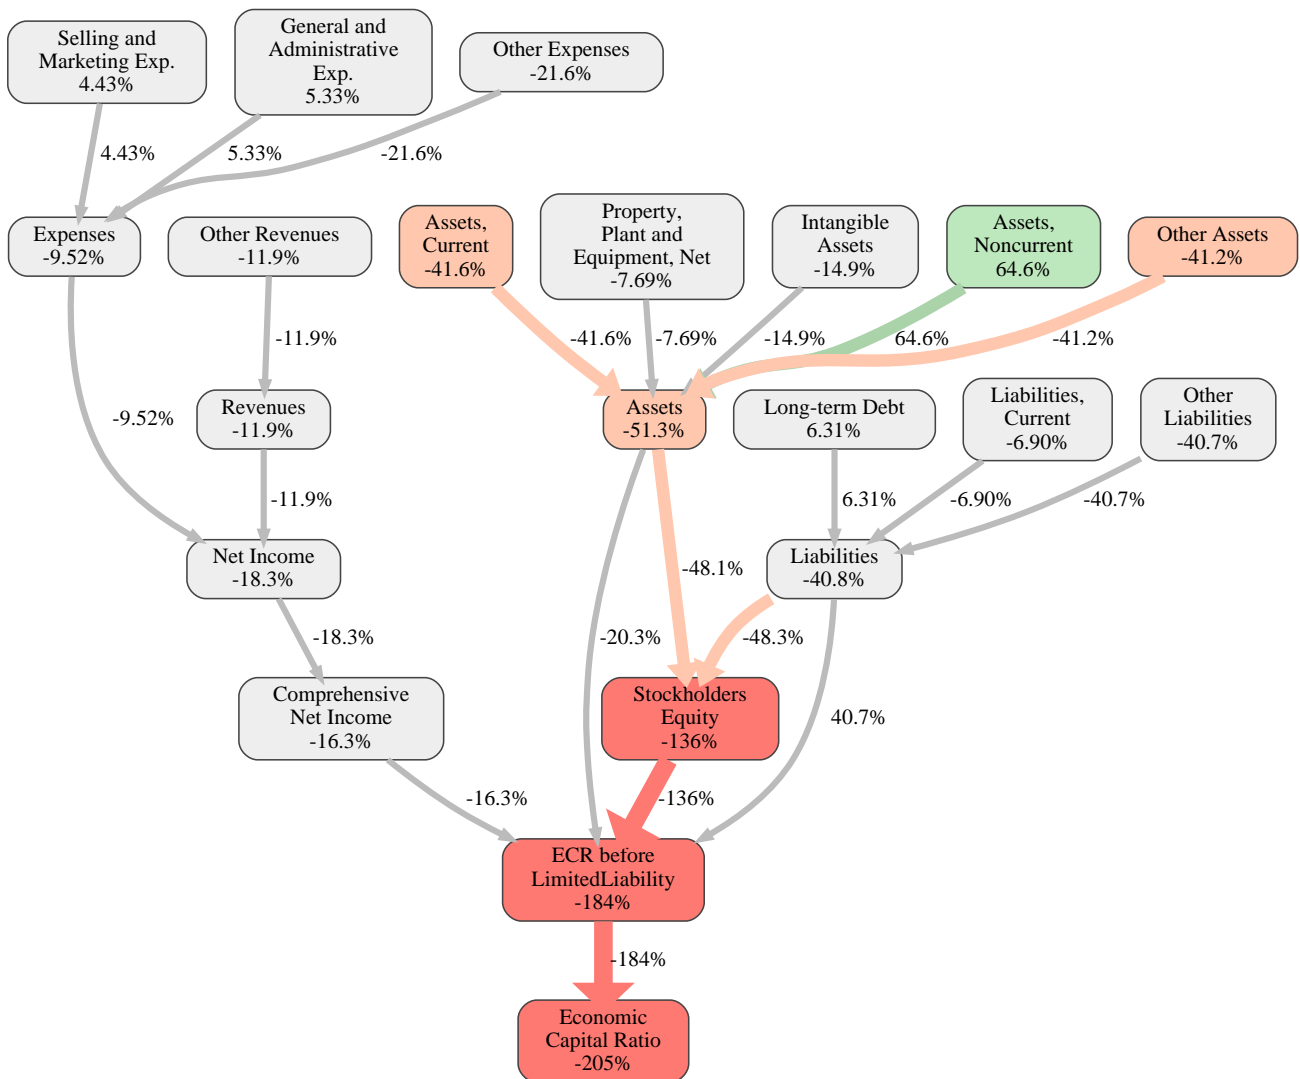 Selling and
Marketing Exp.
4.43%
General and
Administrative
Exp.
5.33%
Other Expenses
-21.6%
4.43%
5.33%
-21.6%
Expenses
-9.52%
Other Revenues
-11.9%
Assets,
Current
-41.6%
Property,
Plant and
Equipment, Net
-7.69%
Intangible
Assets
-14.9%
Assets,
Noncurrent
64.6%
Other Assets
-41.2%
-11.9%
-41.6%
-7.69%
-14.9%
64.6%
-41.2%
-9.52%
Revenues
-11.9%
Assets
-51.3%
Long-term Debt
6.31%
Liabilities,
Current
-6.90%
Other
Liabilities
-40.7%
-11.9%
6.31%
-6.90%
-40.7%
Net Income
-18.3%
-48.1%
Liabilities
-40.8%
-18.3%
-20.3%
-48.3%
Comprehensive
Net Income
-16.3%
Stockholders
Equity
-136%
40.7%
-16.3%
-136%
ECR before
LimitedLiability
-184%
-184%
Economic
Capital Ratio
-205%